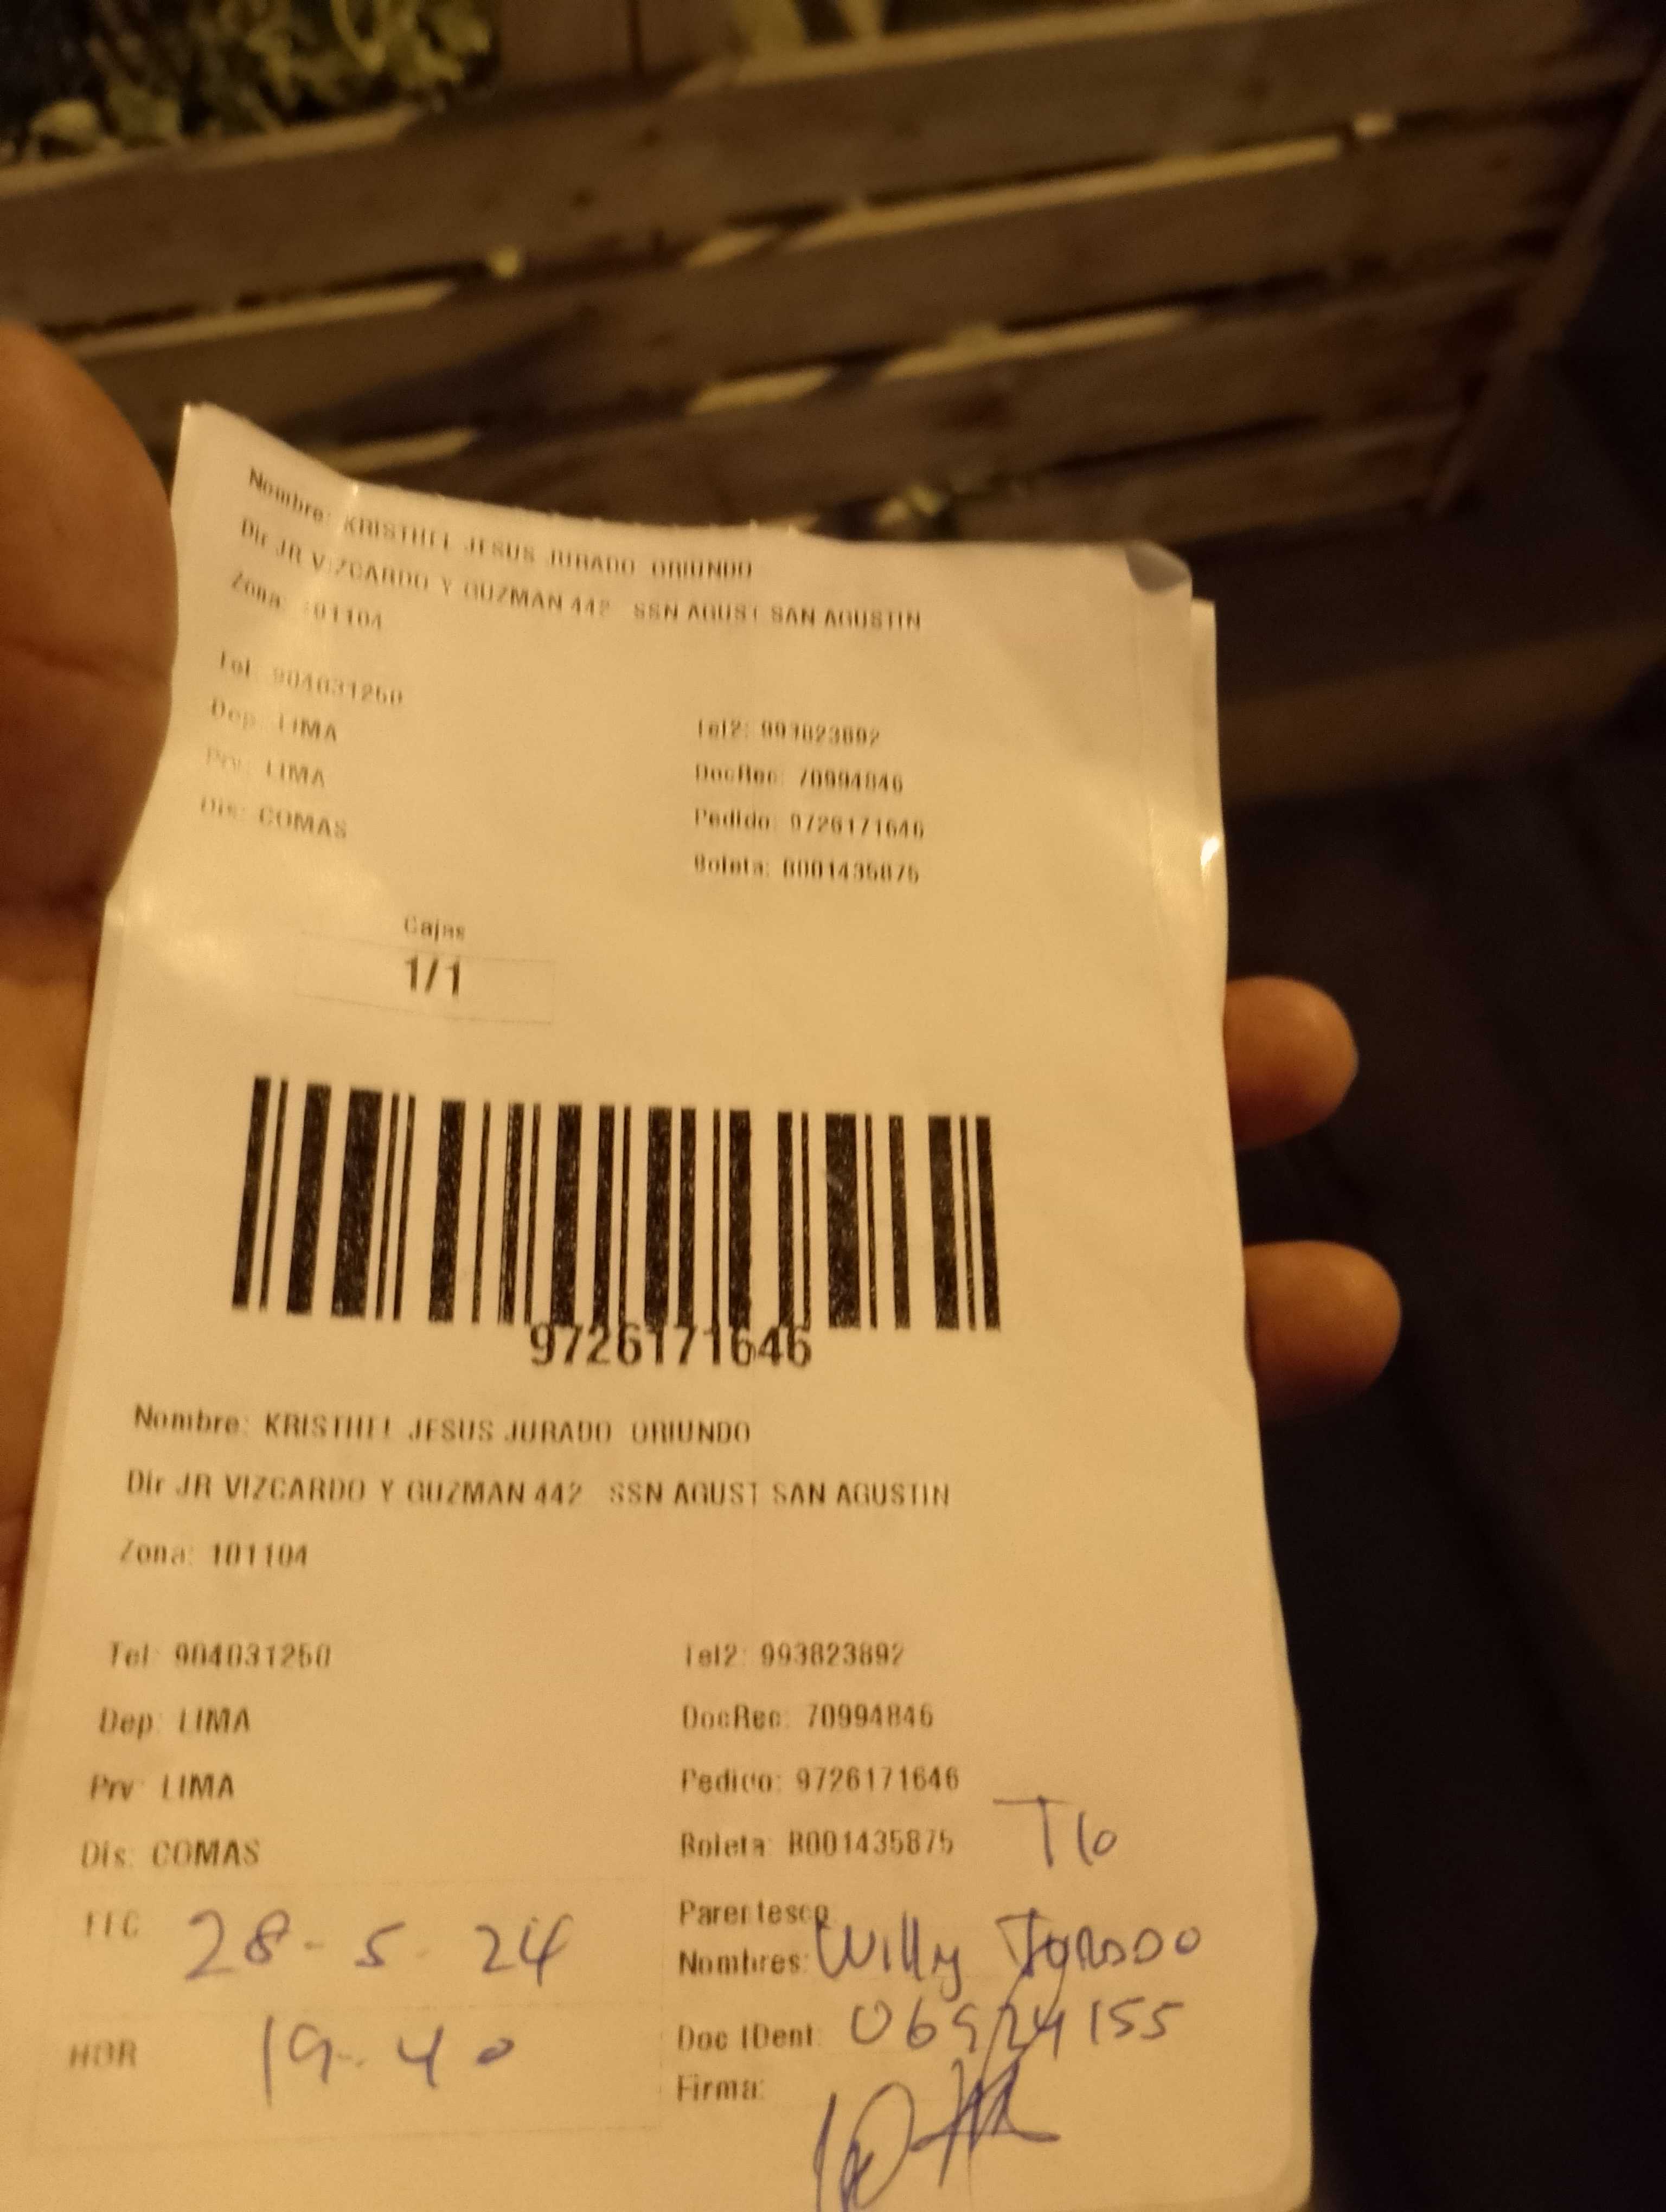 Nombre: KRISTHEL JESUS JURADO ORIUNDO
Dir JR VIZCARDO Y GUZMAN 442 SSN AGUST SAN AGUSTIN
Zona: 101104
Tel: 904031250
Tel2: 993823892
Dep: LIMA
DocRec: 70994846
Prv: LIMA
Pedido: 9726171646
Dis: COMAS
Boleta: B001435875
Cajas
1/1
9726171646
Nombre: KRISTHEL JESUS JURADO ORIUNDO
Dir JR VIZCARDO Y GUZMAN 442 SSN AGUST SAN AGUSTIN
Zona: 101104
Tel: 904031250
Tel2: 993823892
Dep: LIMA
DocRec: 70994846
Prv: LIMA
Pedido: 9726171646
Dis: COMAS
Boleta: B001435875
TIO
28-5-24
Parentesco
Nombres: Willy JURADO
HOR 19-40
Doc IDent:
Firma: